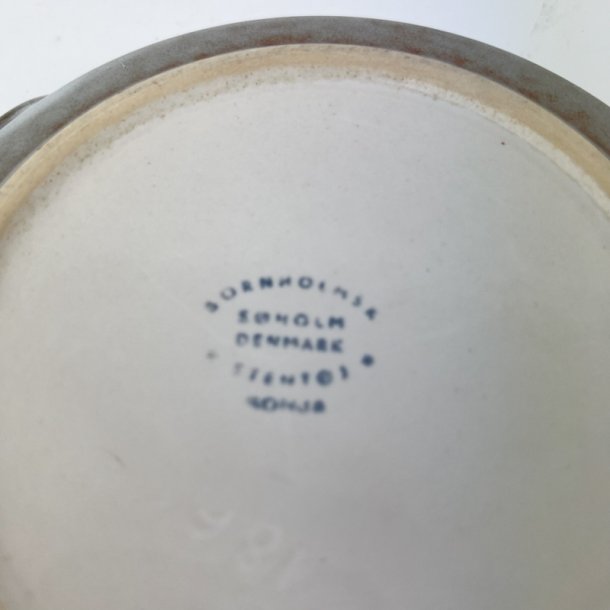 BORNHOLMSK
SØHOLM
DENMARK
* STENTØJ *
SONJA